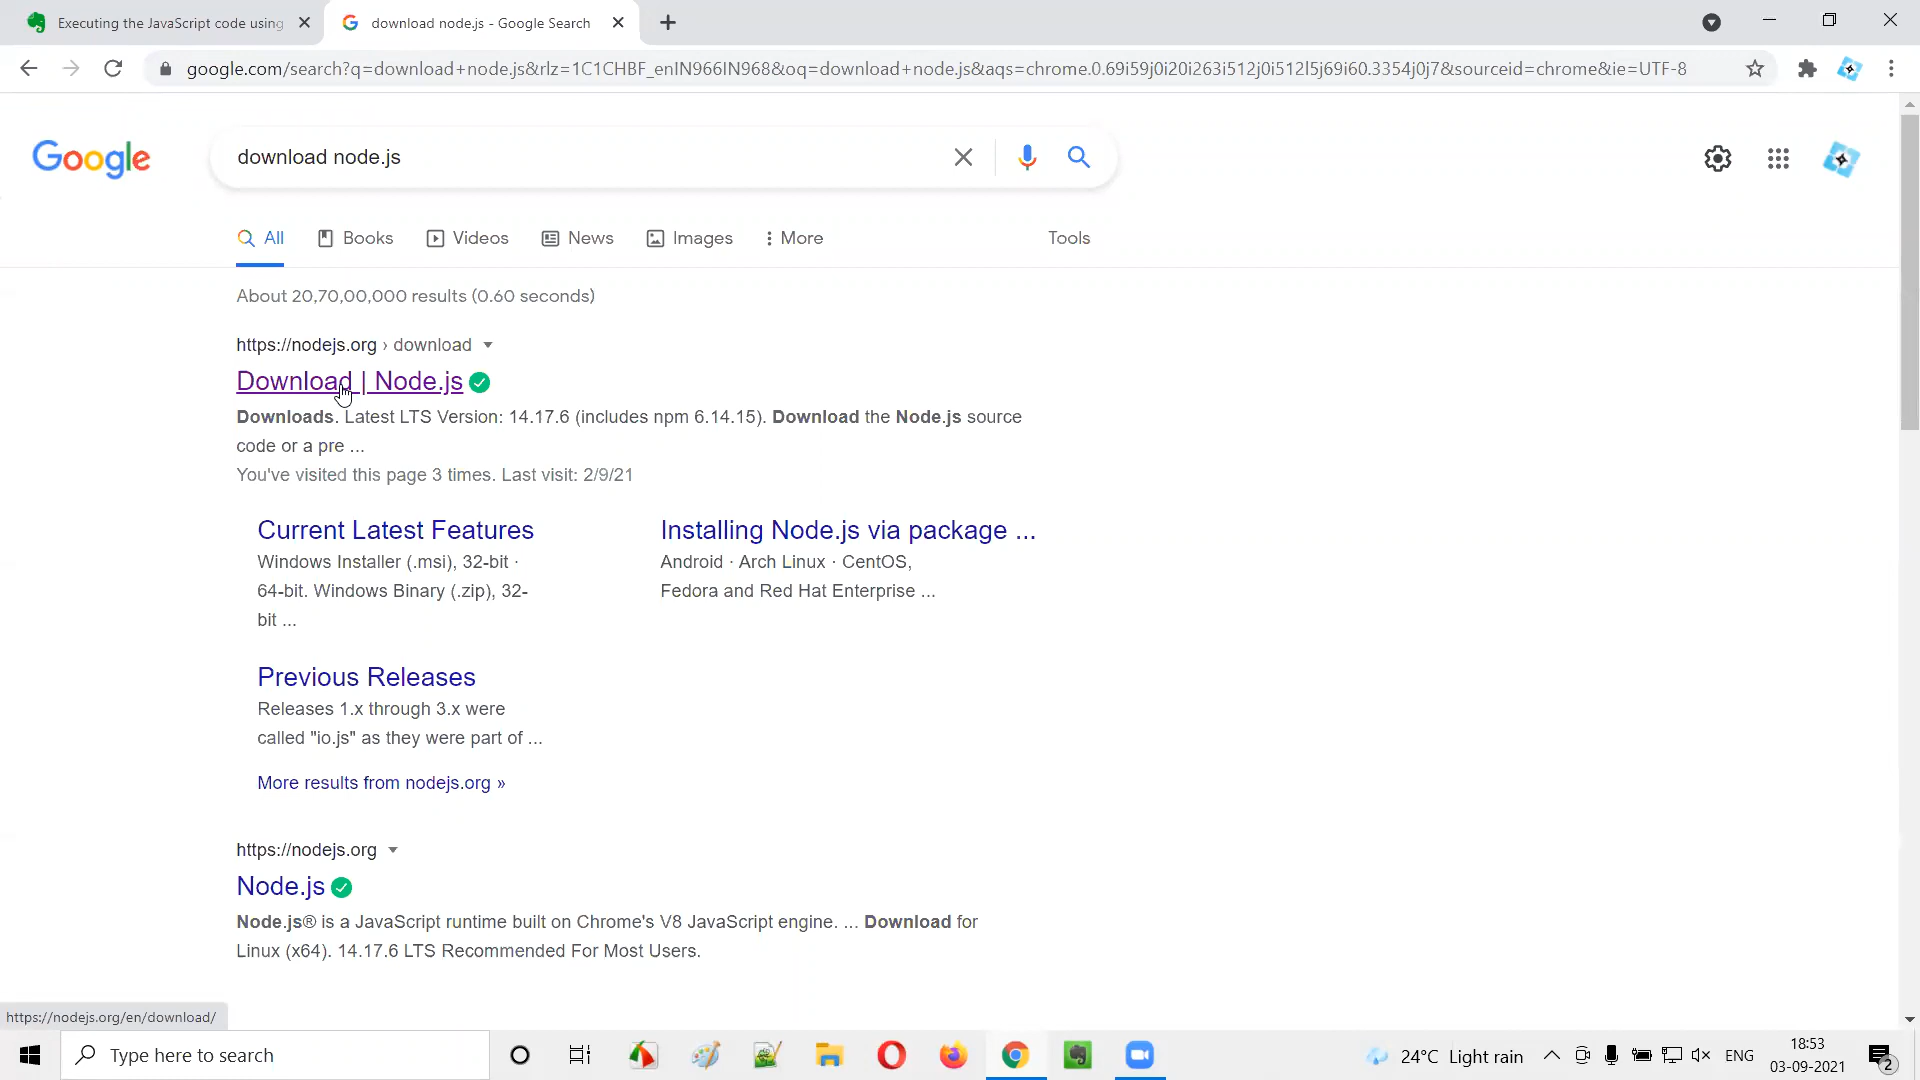 Executing the JavaScript code using
download node.js - Google Search
google.com/search?q=download+node.js&rlz=1C1CHBF_enIN966IN968&oq=download+node.js&aqs=chrome.0.69i59j0i20i263i512j0i512l5j69i60.3354j0j7&sourceid=chrome&ie=UTF-8
Google
download node.js
All
Books
Videos
News
Images
More
Tools
About 20,70,00,000 results (0.60 seconds)
https://nodejs.org › download
Download | Node.js
Downloads. Latest LTS Version: 14.17.6 (includes npm 6.14.15). Download the Node.js source
code or a pre ...
You've visited this page 3 times. Last visit: 2/9/21
Current Latest Features
Windows Installer (.msi), 32-bit ·
64-bit. Windows Binary (.zip), 32-
bit ...
Installing Node.js via package ...
Android · Arch Linux · CentOS,
Fedora and Red Hat Enterprise ...
Previous Releases
Releases 1.x through 3.x were
called "io.js" as they were part of ...
More results from nodejs.org »
https://nodejs.org
Node.js
Node.js® is a JavaScript runtime built on Chrome's V8 JavaScript engine. ... Download for
Linux (x64). 14.17.6 LTS Recommended For Most Users.
https://nodejs.org/en/download/
Type here to search
24°C Light rain
ENG
18:53
03-09-2021
2